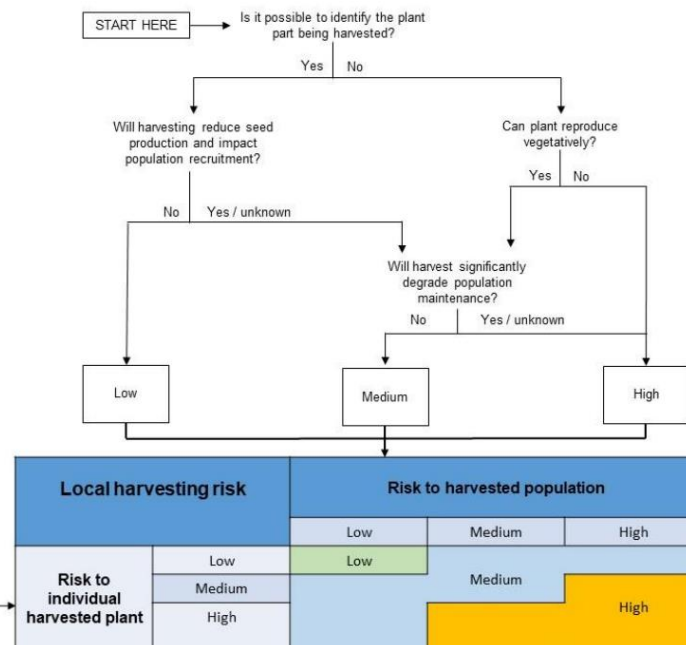 START HERE
Is it possible to identify the plant
part being harvested?
Yes
No
Will harvesting reduce seed
production and impact
population recruitment?
Can plant reproduce
vegetatively?
Yes
No
No
Yes / unknown
Will harvest significantly
degrade population
maintenance?
No
Yes / unknown
Low
Medium
High
Local harvesting risk
Risk to harvested population
Low
Medium
High
Risk to
individual
harvested plant
Low
Medium
High
Low
Medium
High